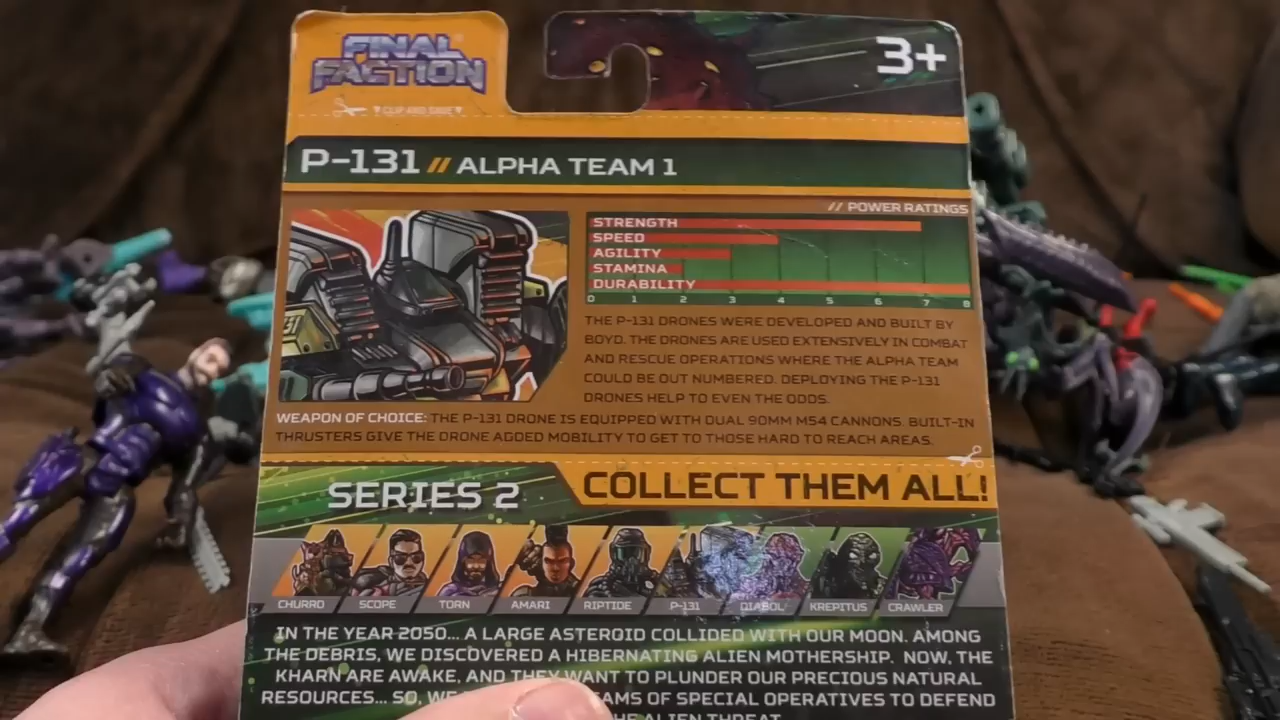 FINAL
FACTION
3+
CLIP AND SAVE
P-131 // ALPHA TEAM 1
// POWER RATINGS
STRENGTH
SPEED
AGILITY
STAMINA
DURABILITY
0 1 2 3 4 5 6 7 8
THE P-131 DRONES WERE DEVELOPED AND BUILT BY
BOYD. THE DRONES ARE USED EXTENSIVELY IN COMBAT
AND RESCUE OPERATIONS WHERE THE ALPHA TEAM
COULD BE OUT NUMBERED. DEPLOYING THE P-131
DRONES HELP TO EVEN THE ODDS.
WEAPON OF CHOICE: THE P-131 DRONE IS EQUIPPED WITH DUAL 90MM M54 CANNONS. BUILT-IN
THRUSTERS GIVE THE DRONE ADDED MOBILITY TO GET TO THOSE HARD TO REACH AREAS.
SERIES 2
COLLECT THEM ALL!
CHURRO SCOPE TORN AMARI RIPTIDE P-131 DIABOL KREPITUS CRAWLER
IN THE YEAR 2050... A LARGE ASTEROID COLLIDED WITH OUR MOON. AMONG
THE DEBRIS, WE DISCOVERED A HIBERNATING ALIEN MOTHERSHIP. NOW, THE
KHARN ARE AWAKE, AND THEY WANT TO PLUNDER OUR PRECIOUS NATURAL
RESOURCES... SO, OF SPECIAL OPERATIVES TO DEFEND
ALIEN THREAT